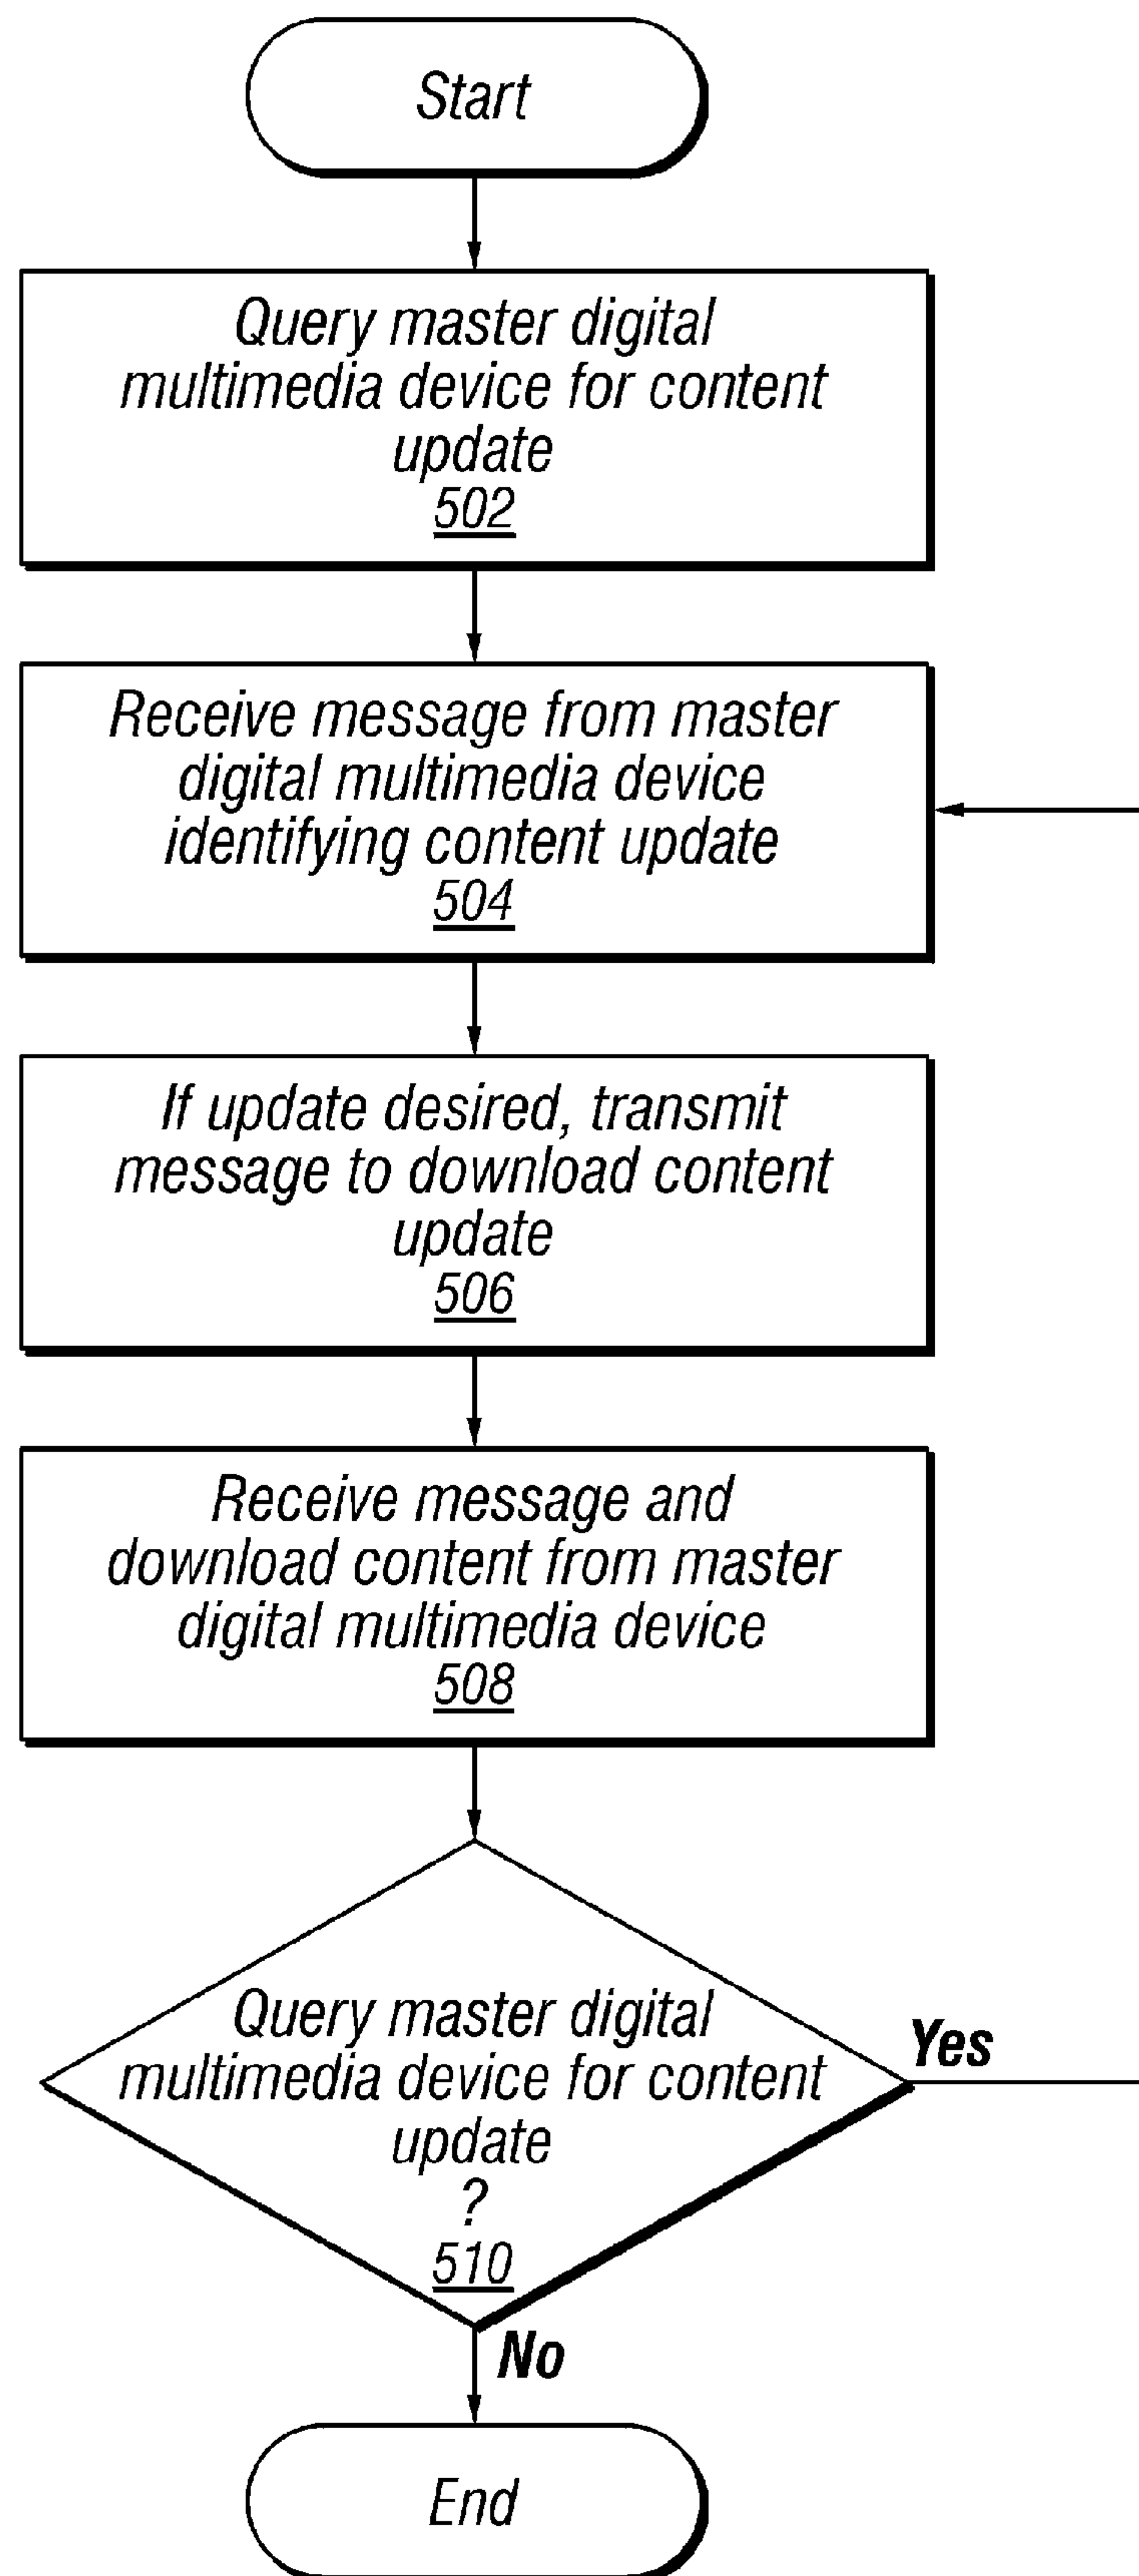 Start
Query master digital
multimedia device for content
update
502
Receive message from master
digital multimedia device
identifying content update
504
If update desired, transmit
message to download content
update
506
Receive message and
download content from master
digital multimedia device
508
Query master digital
multimedia device for content
update
?
510
Yes
No
End